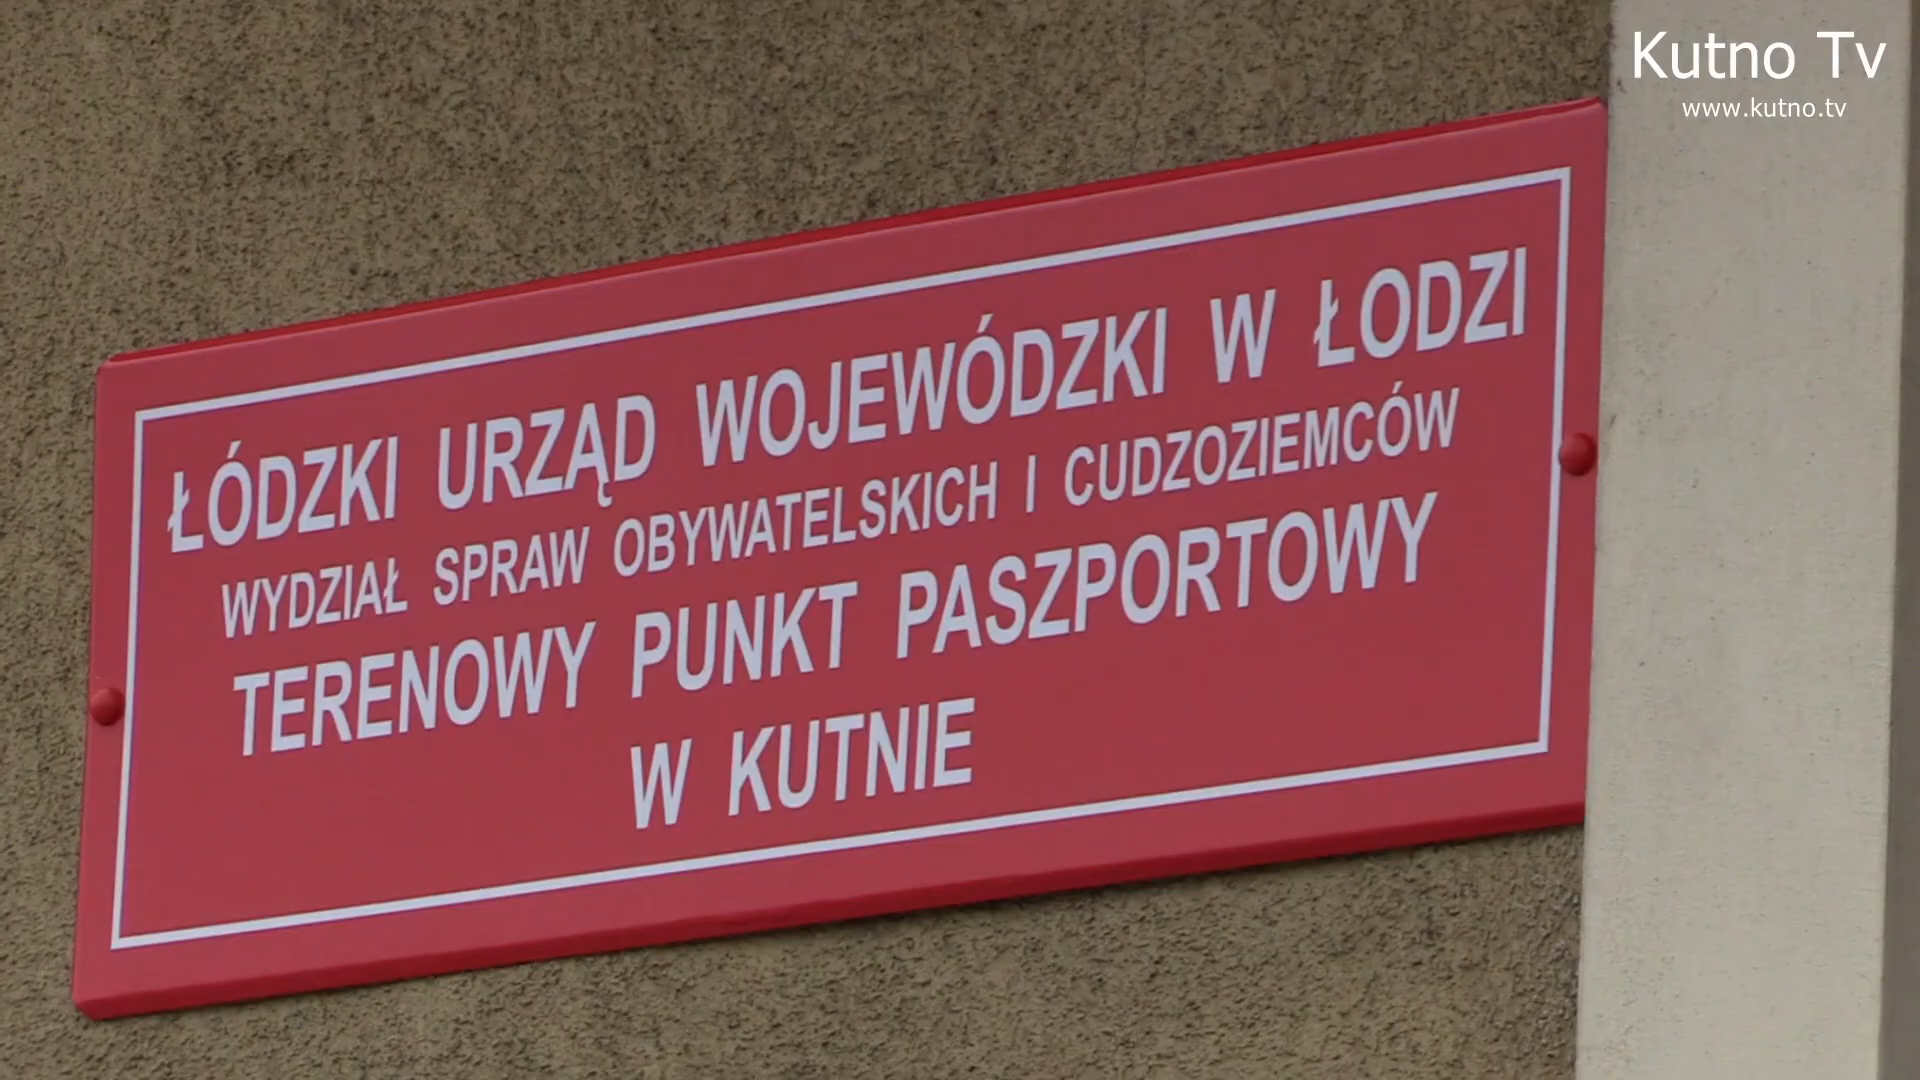 Kutno Tv
www.kutno.tv
ŁÓDZKI URZĄD WOJEWÓDZKI W ŁODZI
WYDZIAŁ SPRAW OBYWATELSKICH I CUDZOZIEMCÓW
TERENOWY PUNKT PASZPORTOWY
W KUTNIE